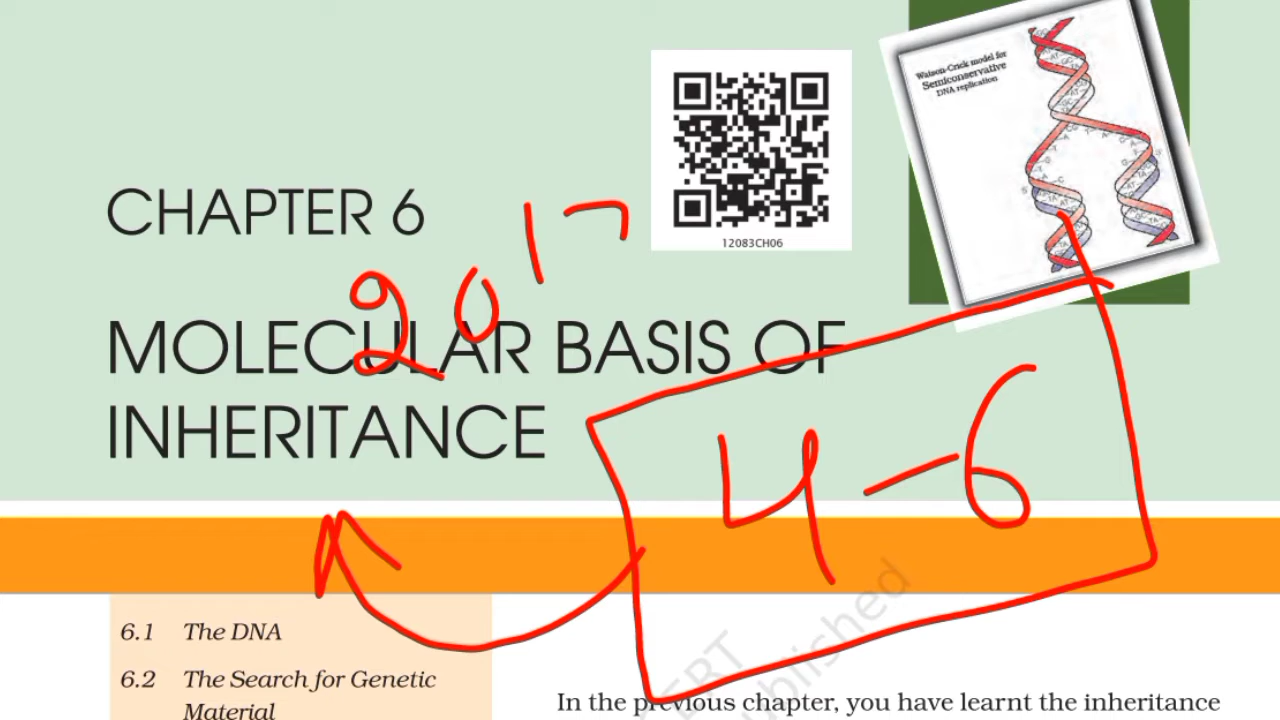 Watson-Crick model for
Semiconservative
DNA replication
12083CH06
CHAPTER 6
2017
MOLECULAR BASIS OF
INHERITANCE
4-6
6.1 The DNA
6.2 The Search for Genetic
Material
In the previous chapter, you have learnt the inheritance